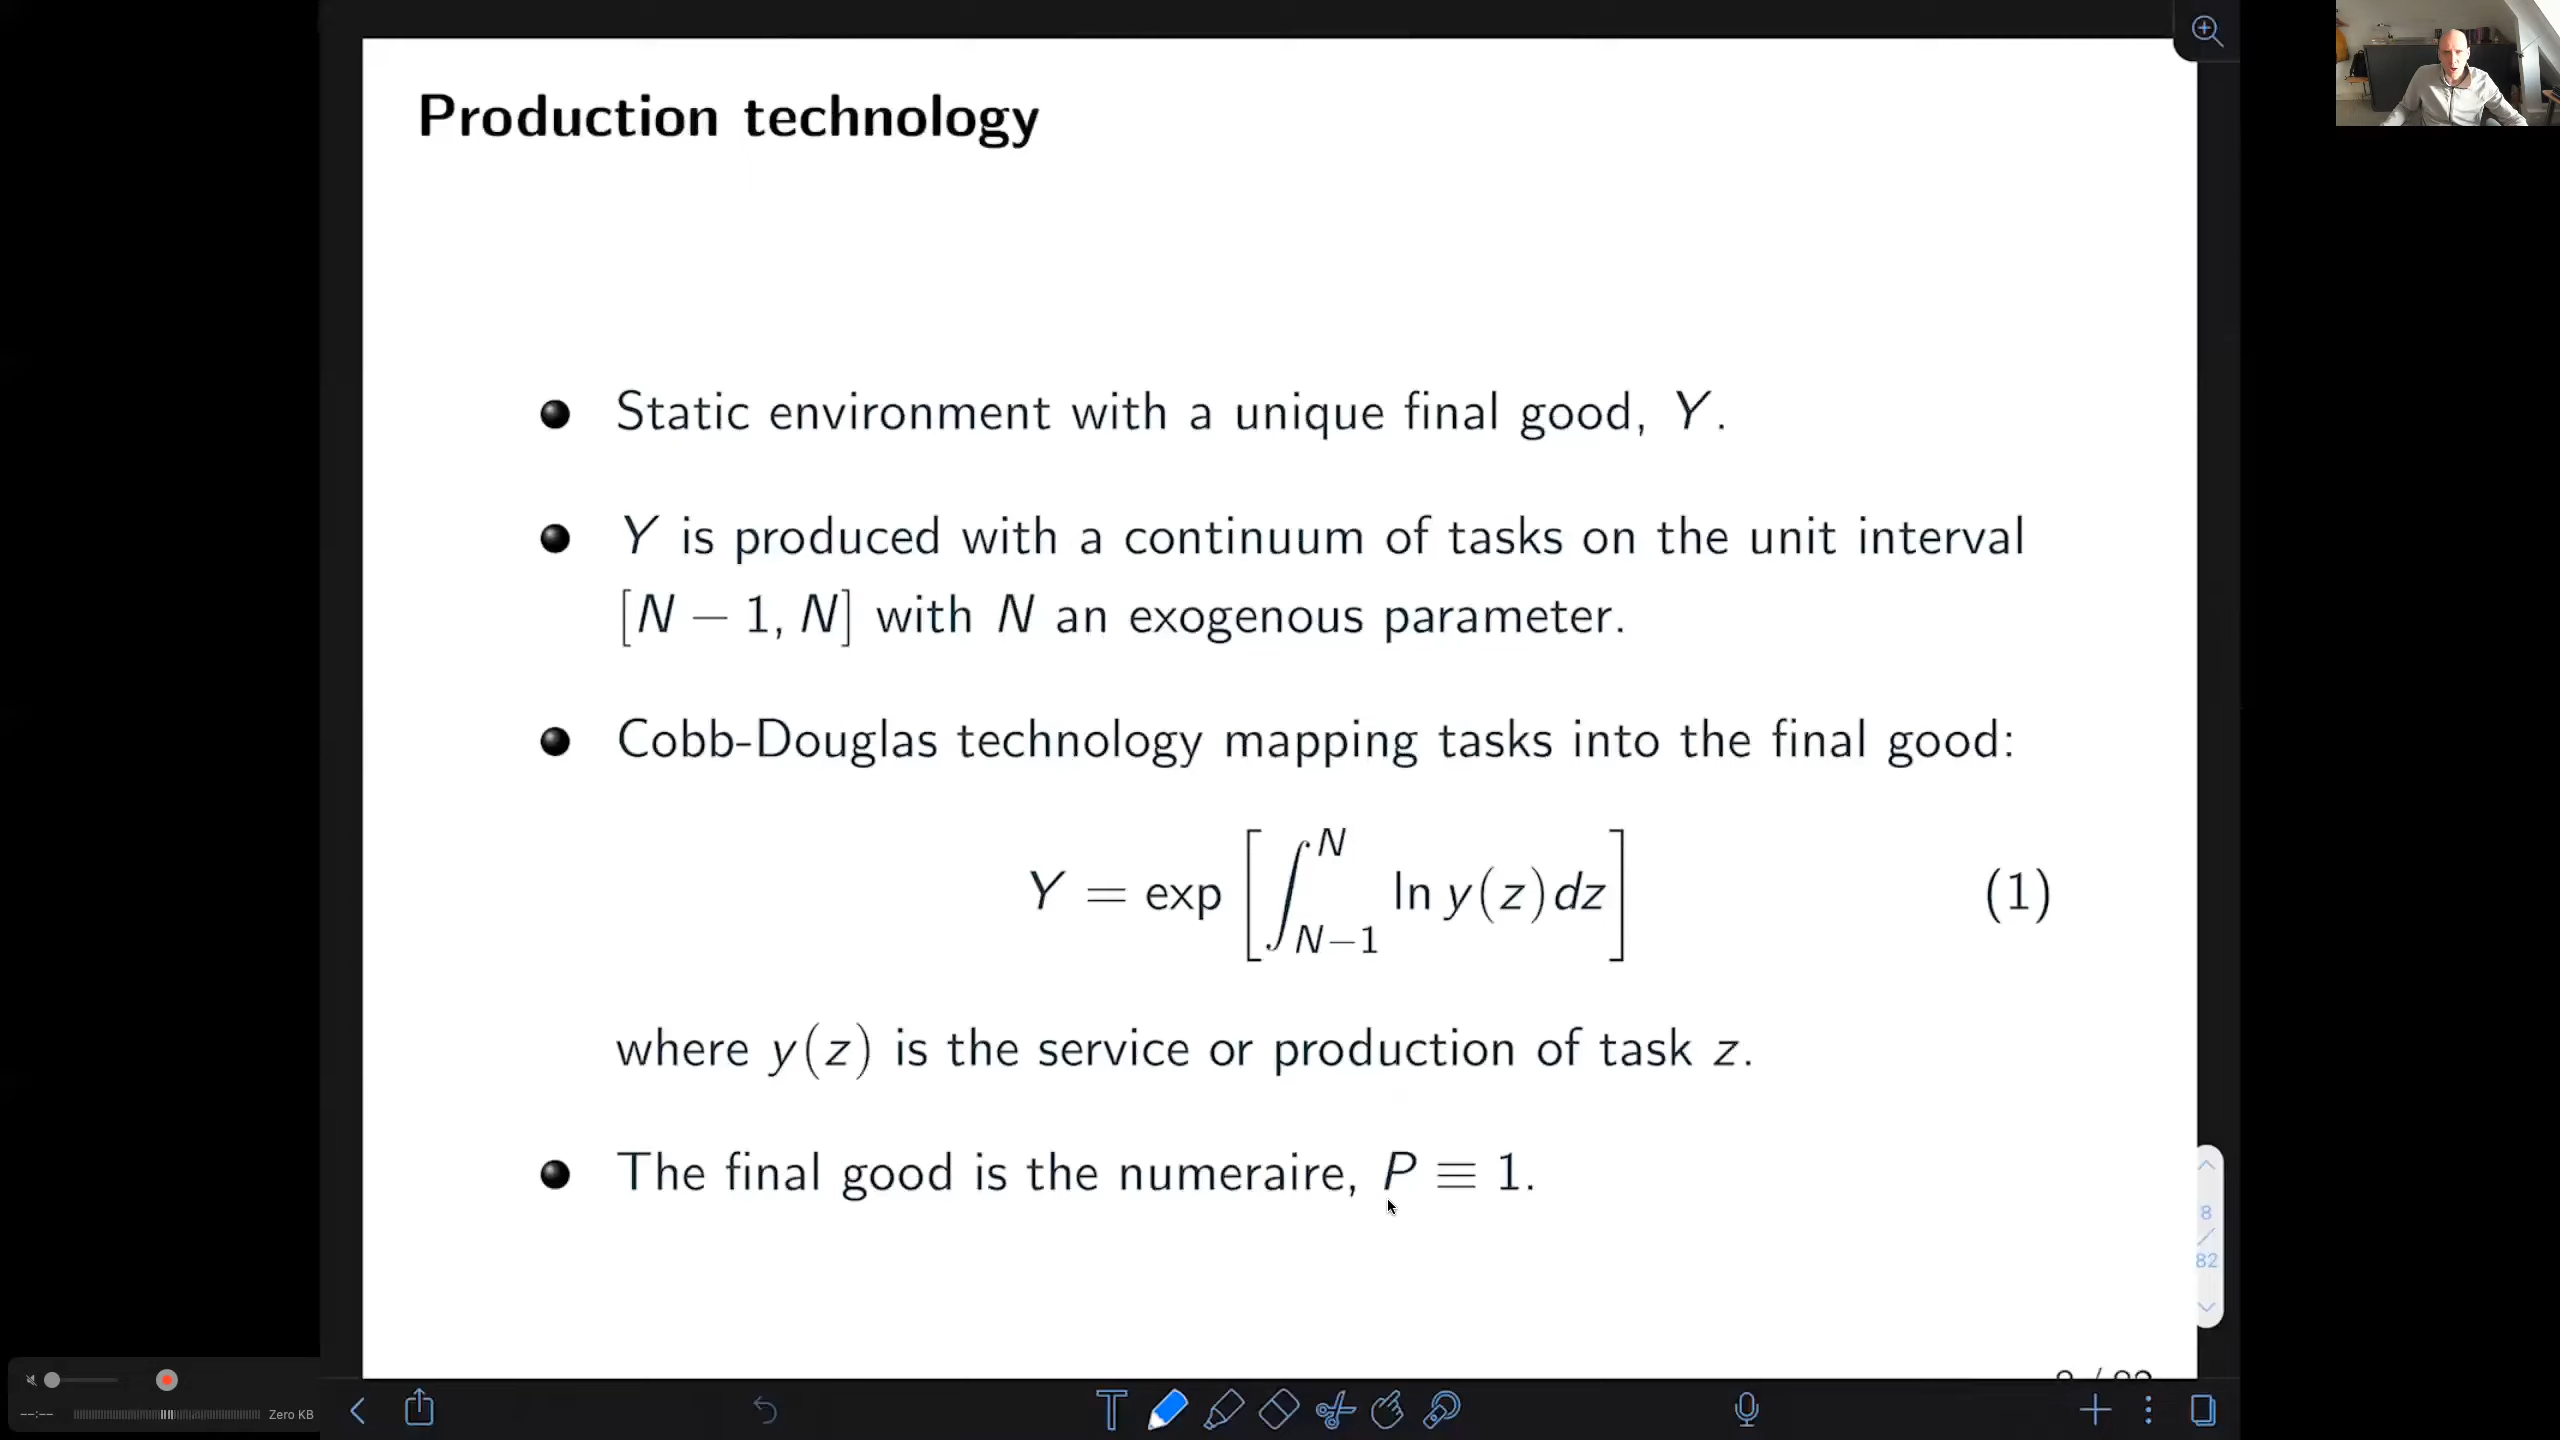 Production technology
Static environment with a unique final good, Y.
Y is produced with a continuum of tasks on the unit interval
[N − 1, N] with N an exogenous parameter.
Cobb-Douglas technology mapping tasks into the final good:
Y = exp [ ∫_{N−1}^{N} ln y(z)dz ] (1)
where y(z) is the service or production of task z.
The final good is the numeraire, P ≡ 1.
8
/
82
--:--
Zero KB